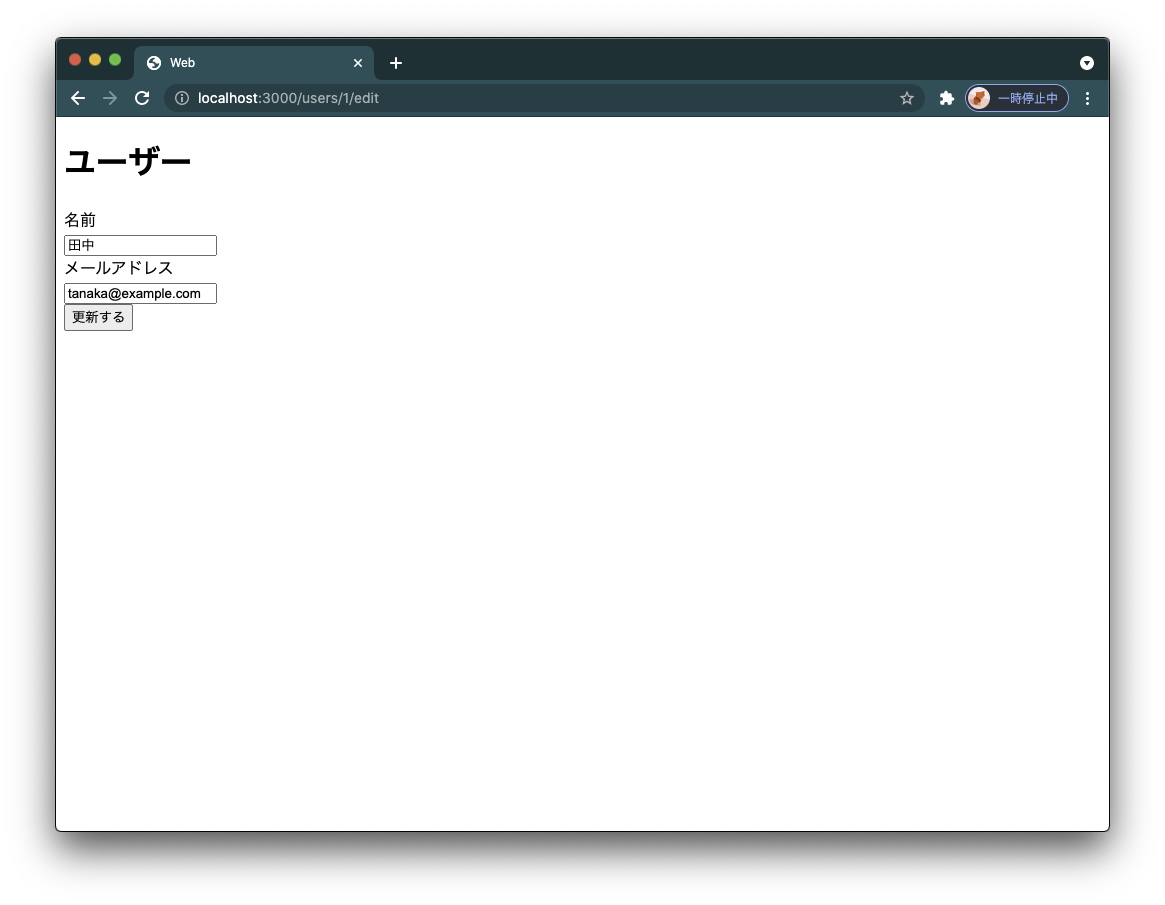 Web
localhost:3000/users/1/edit
一時停止中
ユーザー
名前
田中
メールアドレス
tanaka@example.com
更新する